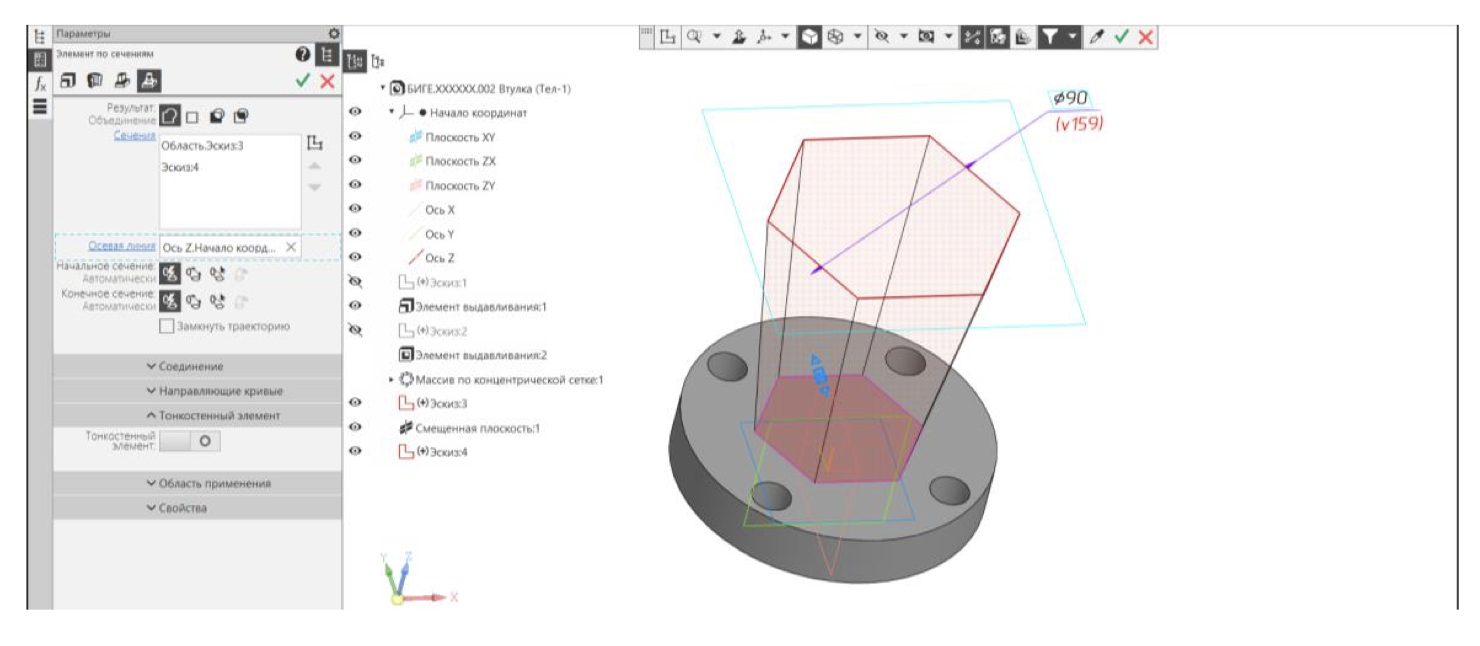 Параметры
Элемент по сечениям
Результат:
Объединение
Сечения
Область.Эскиз:3
Эскиз:4
Осевая линия
Ось Z.Начало коорд...
Начальное сечение:
Автоматически
Конечное сечение:
Автоматически
Замкнуть траекторию
Соединение
Направляющие кривые
Тонкостенный элемент
Тонкостенный
элемент:
Область применения
Свойства
БИГЕ.XXXXXX.002 Втулка (Тел-1)
Начало координат
Плоскость XY
Плоскость ZX
Плоскость ZY
Ось X
Ось Y
Ось Z
(+)Эскиз:1
Элемент выдавливания:1
(+)Эскиз:2
Элемент выдавливания:2
Массив по концентрической сетке:1
(+)Эскиз:3
Смещенная плоскость:1
(+)Эскиз:4
Y Z
X
⌀90
(v159)